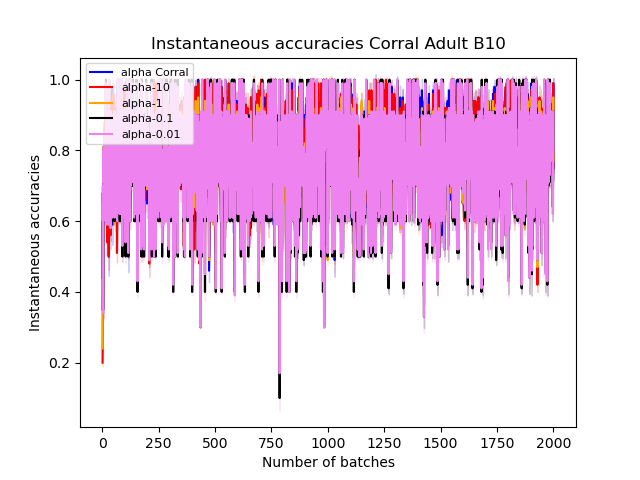 Instantaneous accuracies Corral Adult B10
alpha Corral
alpha-10
alpha-1
alpha-0.1
alpha-0.01
1.0
0.8
0.6
0.4
0.2
Instantaneous accuracies
0 250 500 750 1000 1250 1500 1750 2000
Number of batches